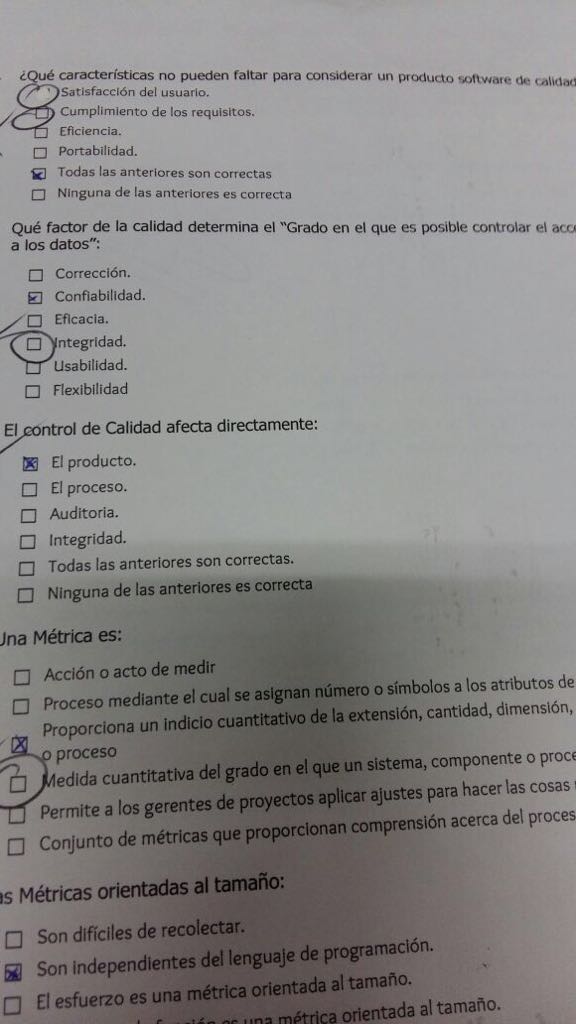 ¿Qué características no pueden faltar para considerar un producto software de calidad
Satisfacción del usuario.
Cumplimiento de los requisitos.
Eficiencia.
Portabilidad.
Todas las anteriores son correctas
Ninguna de las anteriores es correcta
Qué factor de la calidad determina el “Grado en el que es posible controlar el
a los datos”:
Corrección.
Confiabilidad.
Eficacia.
Integridad.
Usabilidad.
Flexibilidad
El control de Calidad afecta directamente:
El producto.
El proceso.
Auditoria.
Integridad.
Todas las anteriores son correctas.
Ninguna de las anteriores es correcta
Una Métrica es:
Acción o acto de medir
Proceso mediante el cual se asignan número o símbolos a los atributos de
Proporciona un indicio cuantitativo de la extensión, cantidad, dimensión,
o proceso
Medida cuantitativa del grado en el que un sistema, componente o
Permite a los gerentes de proyectos aplicar ajustes para hacer las cosas
Conjunto de métricas que proporcionan comprensión acerca del
Métricas orientadas al tamaño:
Son difíciles de recolectar.
Son independientes del lenguaje de programación.
El esfuerzo es una métrica orientada al tamaño.
es una métrica orientada al tamaño.